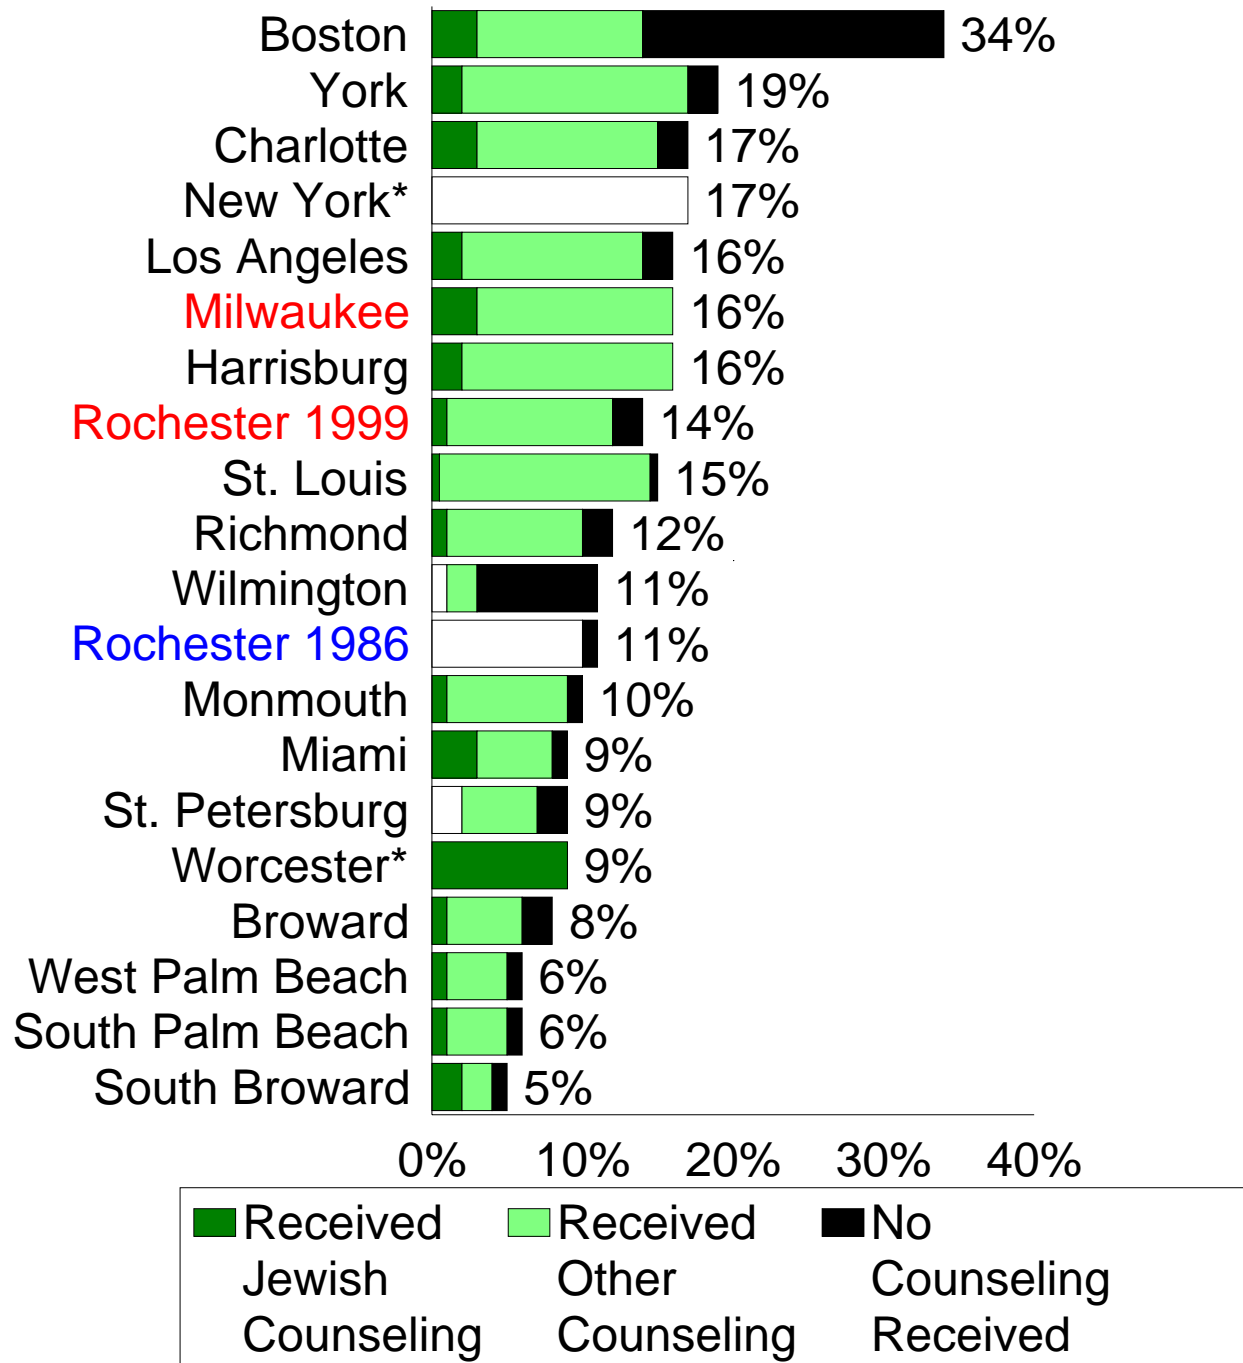 Boston 34%
York 19%
Charlotte 17%
New York* 17%
Los Angeles 16%
Milwaukee 16%
Harrisburg 16%
Rochester 1999 14%
St. Louis 15%
Richmond 12%
Wilmington 11%
Rochester 1986 11%
Monmouth 10%
Miami 9%
St. Petersburg 9%
Worcester* 9%
Broward 8%
West Palm Beach 6%
South Palm Beach 6%
South Broward 5%
0% 10% 20% 30% 40%
Received Received No
Jewish Other Counseling
Counseling Counseling Received